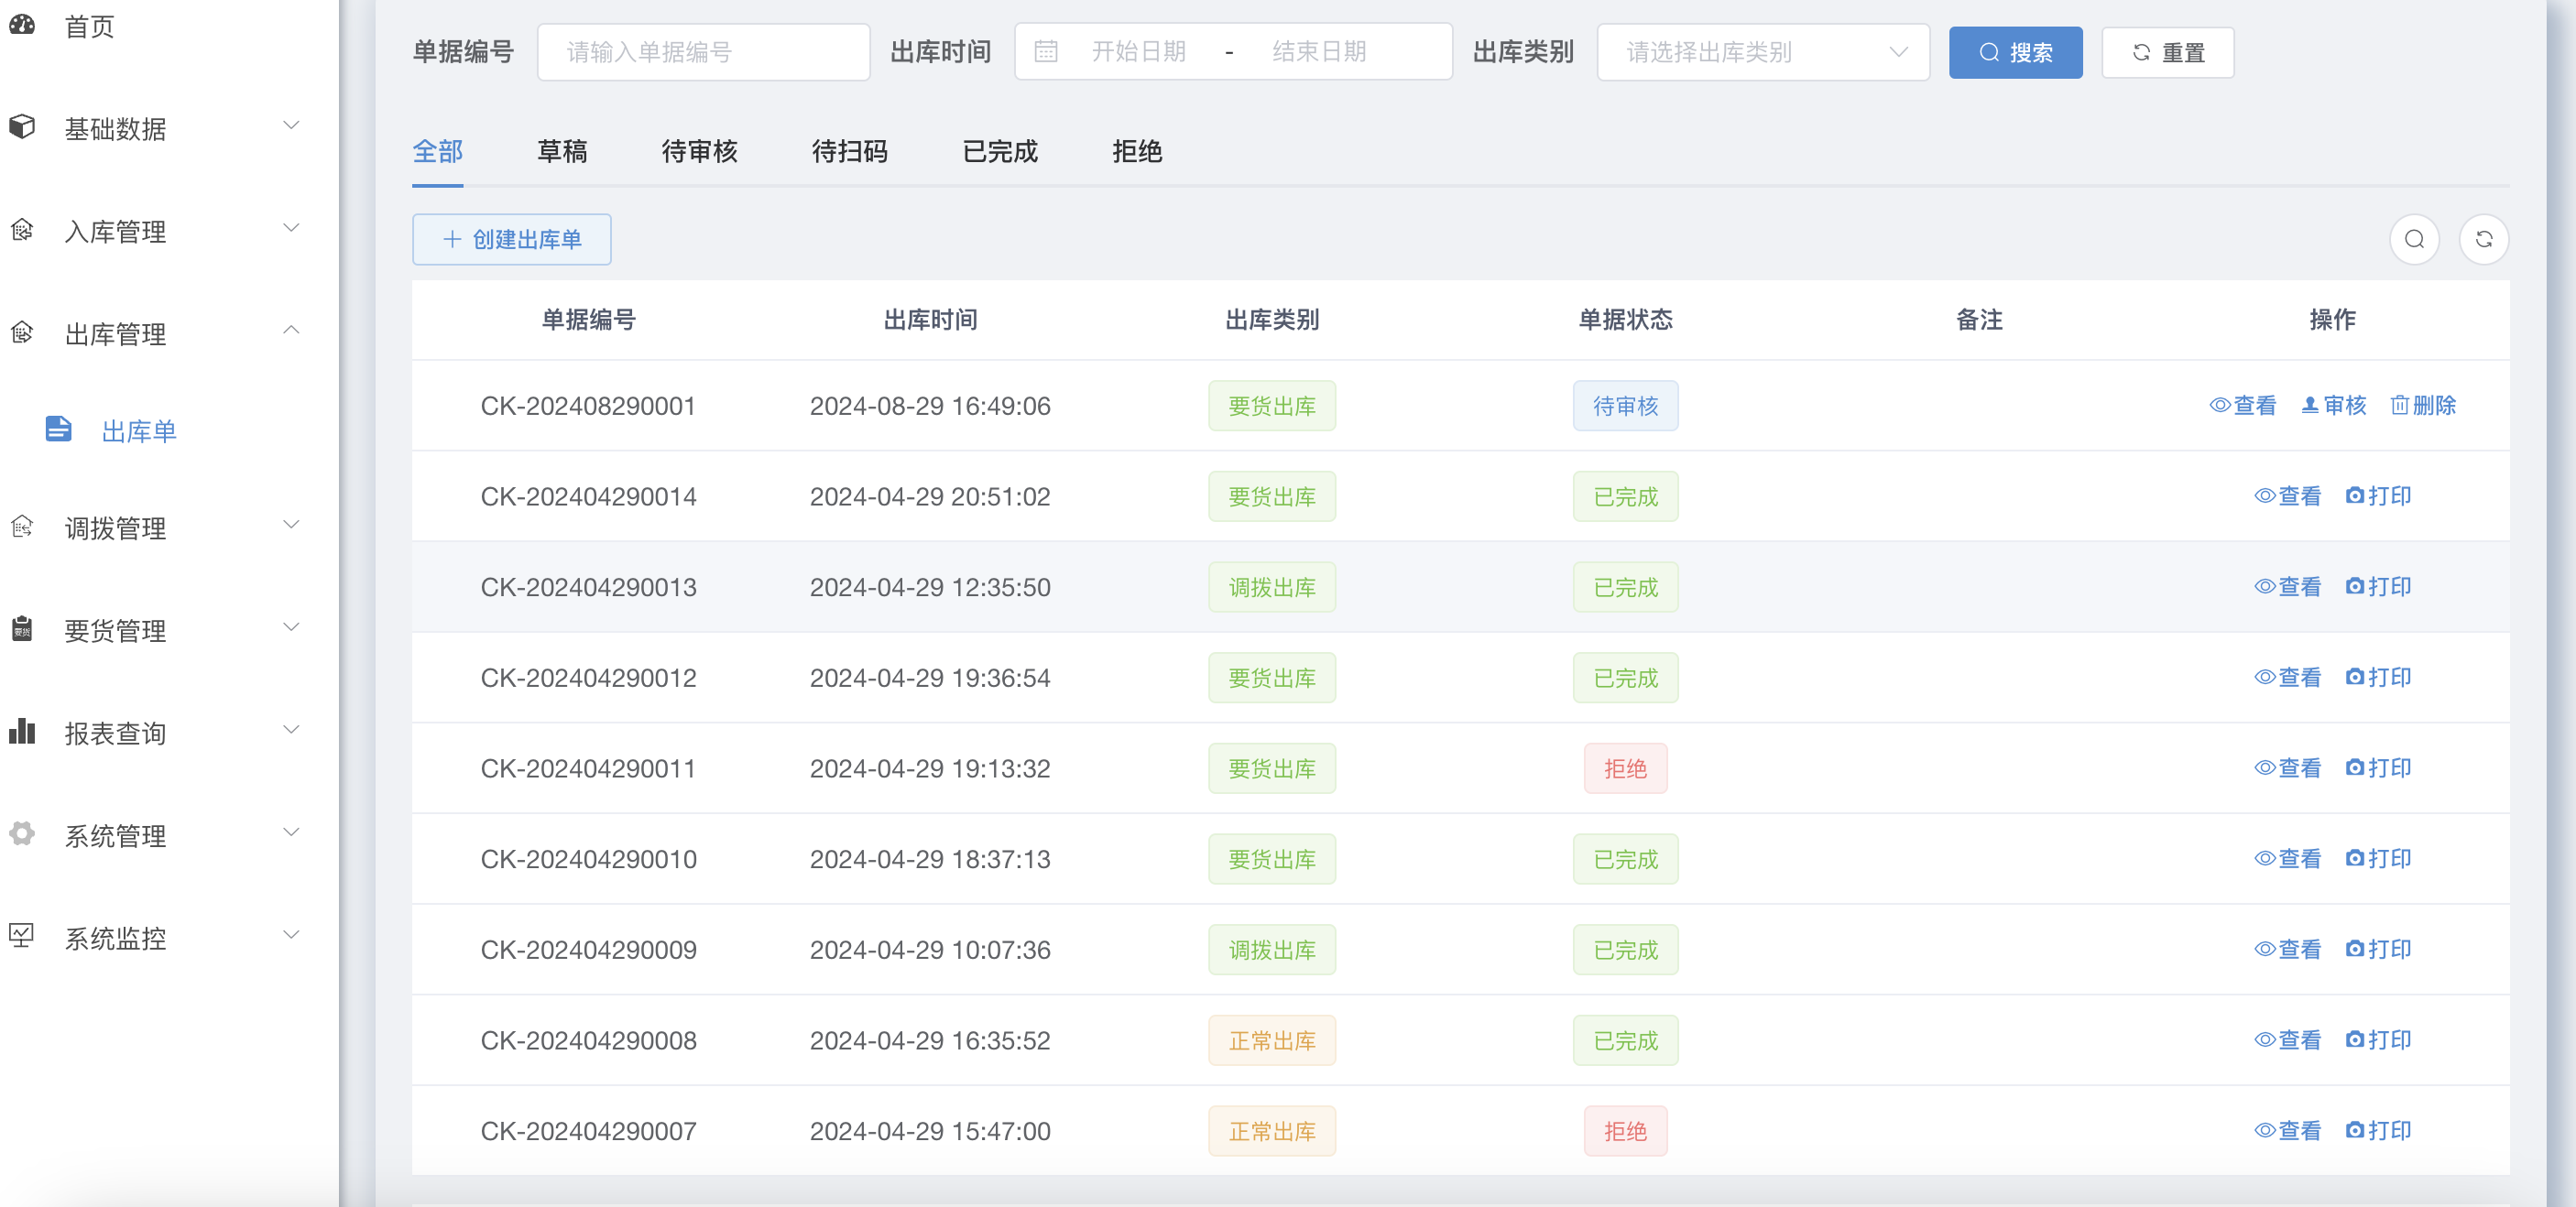 首页
基础数据
入库管理
出库管理
出库单
调拨管理
要货管理
报表查询
系统管理
系统监控
单据编号 请输入单据编号 出库时间 开始日期 - 结束日期 出库类别 请选择出库类别 搜索 重置
全部 草稿 待审核 待扫码 已完成 拒绝
创建出库单
单据编号 出库时间 出库类别 单据状态 备注 操作
CK-202408290001 2024-08-29 16:49:06 要货出库 待审核 查看 审核 删除
CK-202404290014 2024-04-29 20:51:02 要货出库 已完成 查看 打印
CK-202404290013 2024-04-29 12:35:50 调拨出库 已完成 查看 打印
CK-202404290012 2024-04-29 19:36:54 要货出库 已完成 查看 打印
CK-202404290011 2024-04-29 19:13:32 要货出库 拒绝 查看 打印
CK-202404290010 2024-04-29 18:37:13 要货出库 已完成 查看 打印
CK-202404290009 2024-04-29 10:07:36 调拨出库 已完成 查看 打印
CK-202404290008 2024-04-29 16:35:52 正常出库 已完成 查看 打印
CK-202404290007 2024-04-29 15:47:00 正常出库 拒绝 查看 打印